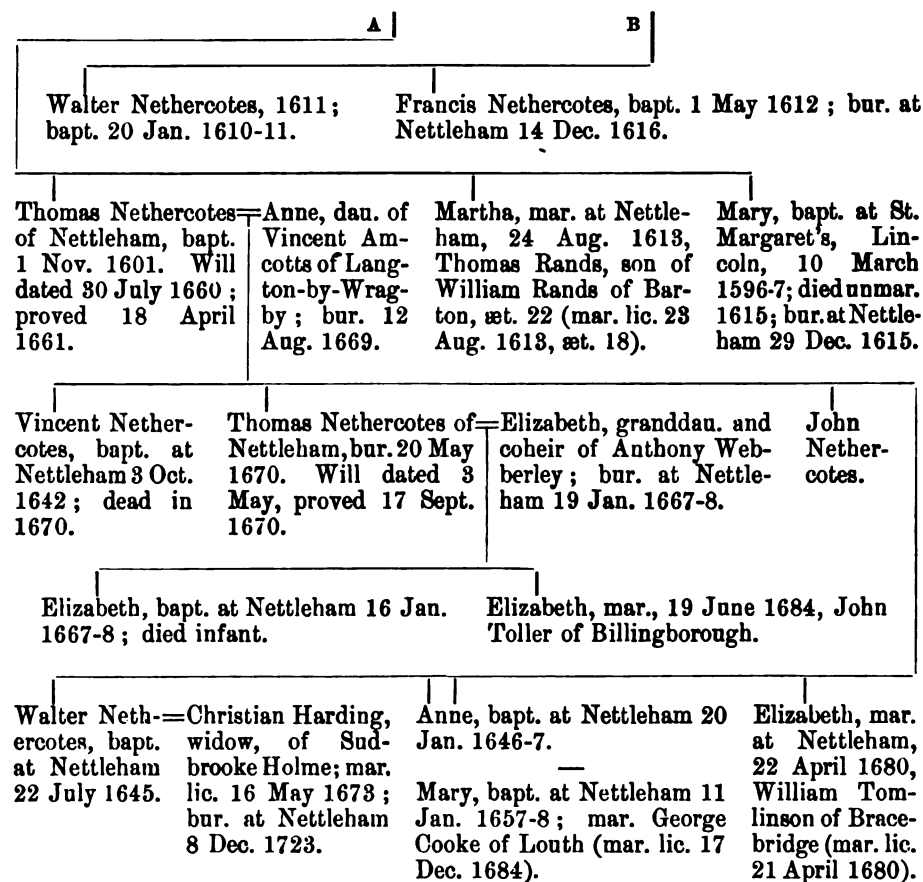 A B
Walter Nethercotes, 1611;
bapt. 20 Jan. 1610-11.
Francis Nethercotes, bapt. 1 May 1612 ; bur. at
Nettleham 14 Dec. 1616.
Thomas Nethercotes=
of Nettleham, bapt.
1 Nov. 1601. Will
dated 30 July 1660 ;
proved 18 April
1661.
Anne, dau. of
Vincent Am-
cotts of Lang-
ton-by-Wrag-
by ; bur. 12
Aug. 1669.
Martha, mar. at Nettle-
ham, 24 Aug. 1613,
Thomas Rands, son of
William Rands of Bar-
ton, æt. 22 (mar. lic. 23
Aug. 1613, æt. 18).
Mary, bapt. at St.
Margaret's, Lin-
coln, 10 March
1596-7; died unmar.
1615; bur. at Nettle-
ham 29 Dec. 1615.
Vincent Nether-
cotes, bapt. at
Nettleham 3 Oct.
1642 ; dead in
1670.
Thomas Nethercotes of=
Nettleham, bur. 20 May
1670. Will dated 3
May, proved 17 Sept.
1670.
Elizabeth, granddau. and
coheir of Anthony Web-
berley ; bur. at Nettle-
ham 19 Jan. 1667-8.
John
Nether-
cotes.
Elizabeth, bapt. at Nettleham 16 Jan.
1667-8 ; died infant.
Elizabeth, mar., 19 June 1684, John
Toller of Billingborough.
Walter Neth-=
ercotes, bapt.
at Nettleham
22 July 1645.
Christian Harding,
widow, of Sud-
brooke Holme; mar.
lic. 16 May 1673 ;
bur. at Nettleham
8 Dec. 1723.
Anne, bapt. at Nettleham 20
Jan. 1646-7.
—
Mary, bapt. at Nettleham 11
Jan. 1657-8 ; mar. George
Cooke of Louth (mar. lic. 17
Dec. 1684).
Elizabeth, mar.
at Nettleham,
22 April 1680,
William Tom-
linson of Brace-
bridge (mar. lic.
21 April 1680).